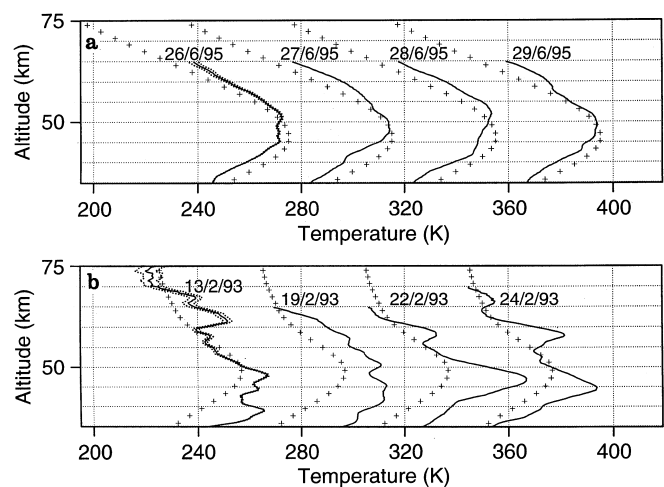 75
a
26/6/95 27/6/95 28/6/95 29/6/95
50
Altitude (km)
200 240 280 320 360 400
Temperature (K)
75
b
13/2/93 19/2/93 22/2/93 24/2/93
50
Altitude (km)
200 240 280 320 360 400
Temperature (K)